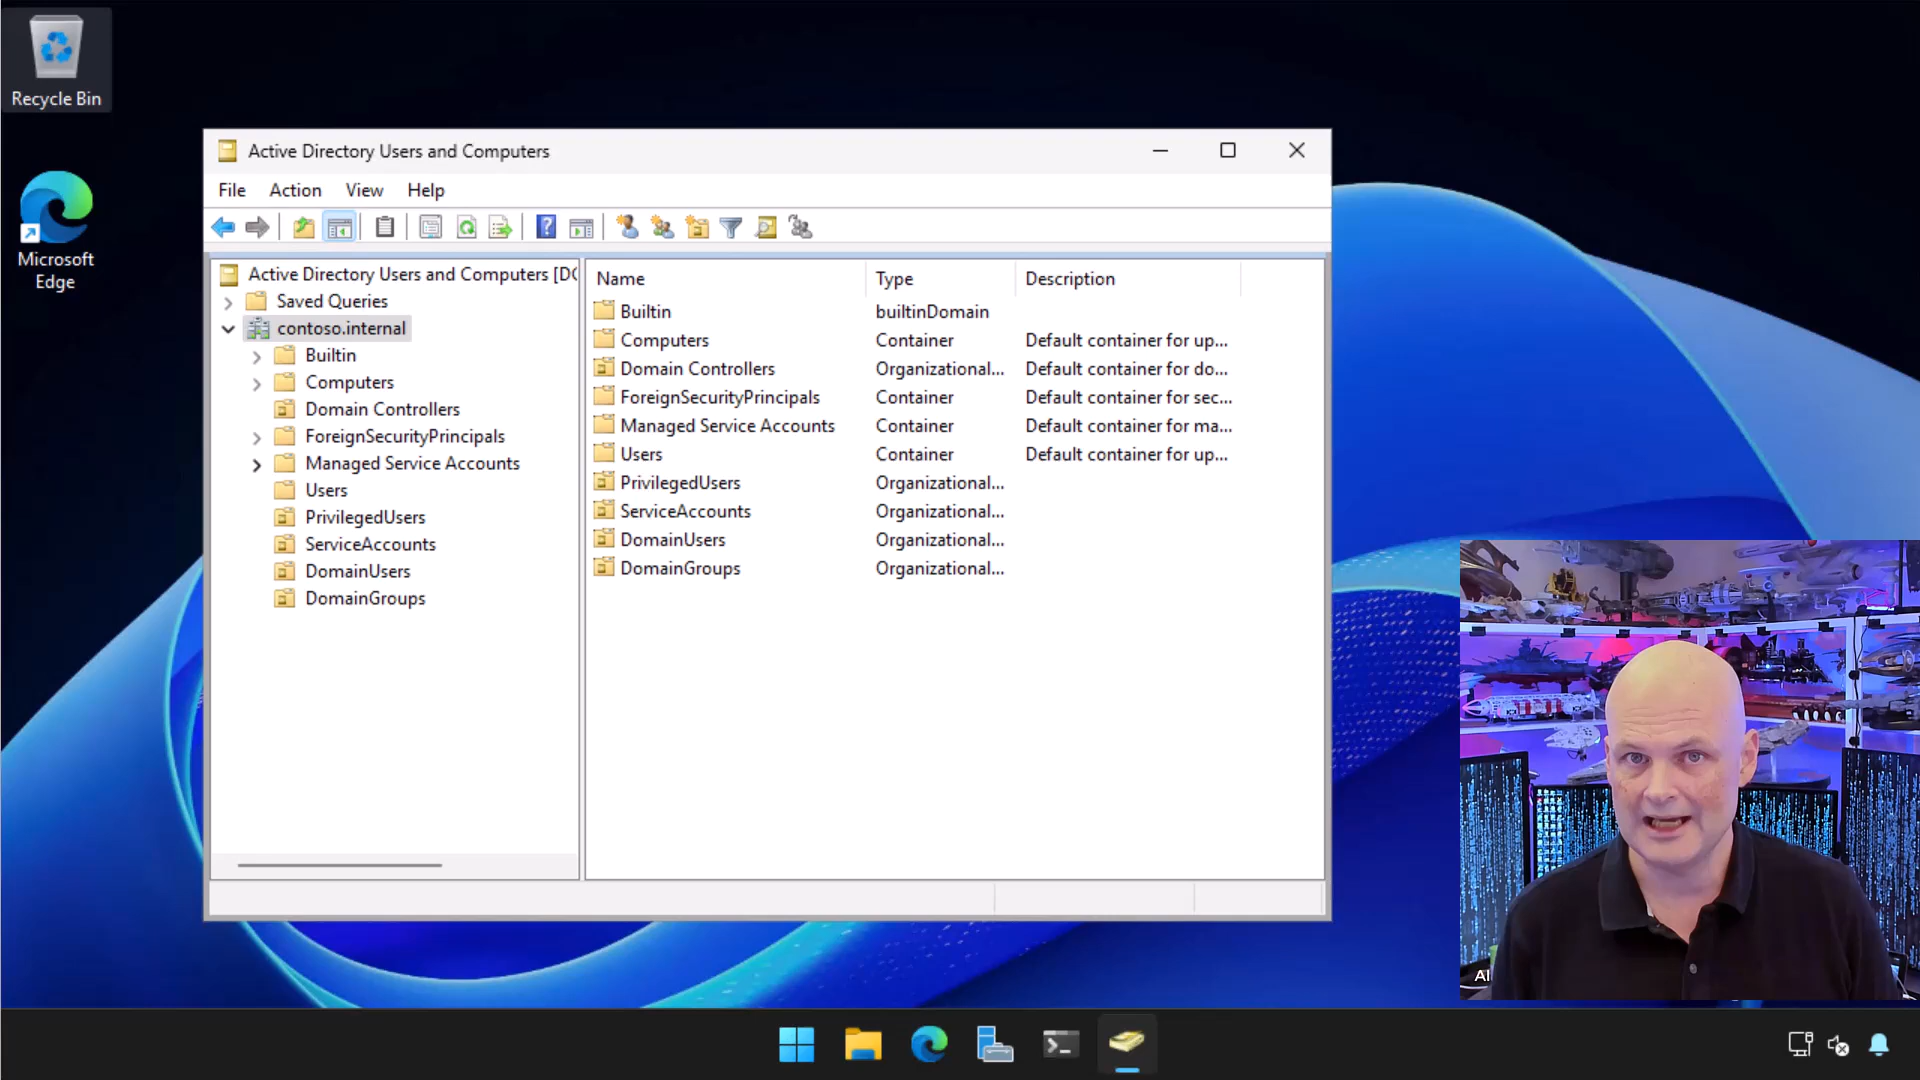 Recycle Bin
Microsoft
Edge
Active Directory Users and Computers
File Action View Help
Active Directory Users and Computers [DC
Saved Queries
contoso.internal
Builtin
Computers
Domain Controllers
ForeignSecurityPrincipals
Managed Service Accounts
Users
PrivilegedUsers
ServiceAccounts
DomainUsers
DomainGroups
Name Type Description
Builtin builtinDomain
Computers Container Default container for up...
Domain Controllers Organizational... Default container for do...
ForeignSecurityPrincipals Container Default container for sec...
Managed Service Accounts Container Default container for ma...
Users Container Default container for up...
PrivilegedUsers Organizational...
ServiceAccounts Organizational...
DomainUsers Organizational...
DomainGroups Organizational...